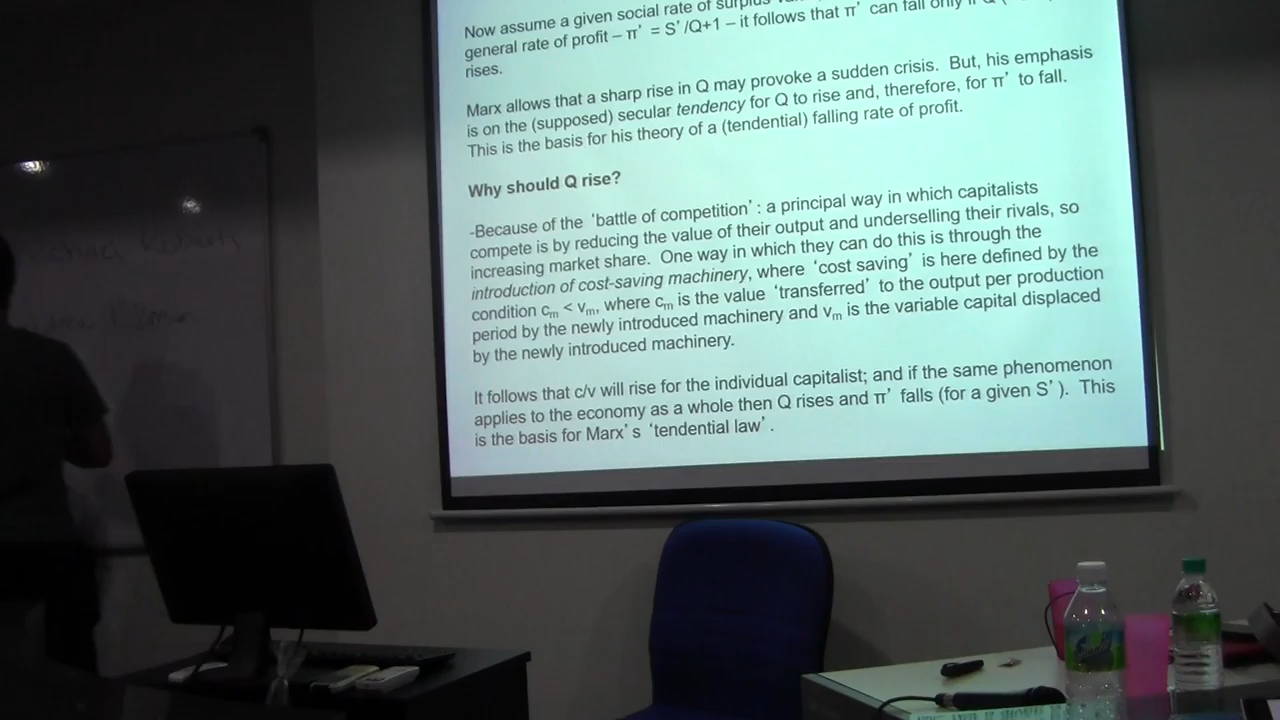 Now assume a given social rate of surplus
general rate of profit – π' = S'/Q+1 – it follows that π' can fall only if Q
rises.
Marx allows that a sharp rise in Q may provoke a sudden crisis. But, his emphasis
is on the (supposed) secular tendency for Q to rise and, therefore, for π' to fall.
This is the basis for his theory of a (tendential) falling rate of profit.
Why should Q rise?
-Because of the 'battle of competition': a principal way in which capitalists
compete is by reducing the value of their output and underselling their rivals, so
increasing market share. One way in which they can do this is through the
introduction of cost-saving machinery, where 'cost saving' is here defined by the
condition cₘ < vₘ, where cₘ is the value 'transferred' to the output per production
period by the newly introduced machinery and vₘ is the variable capital displaced
by the newly introduced machinery.
It follows that c/v will rise for the individual capitalist; and if the same phenomenon
applies to the economy as a whole then Q rises and π' falls (for a given S'). This
is the basis for Marx's 'tendential law'.